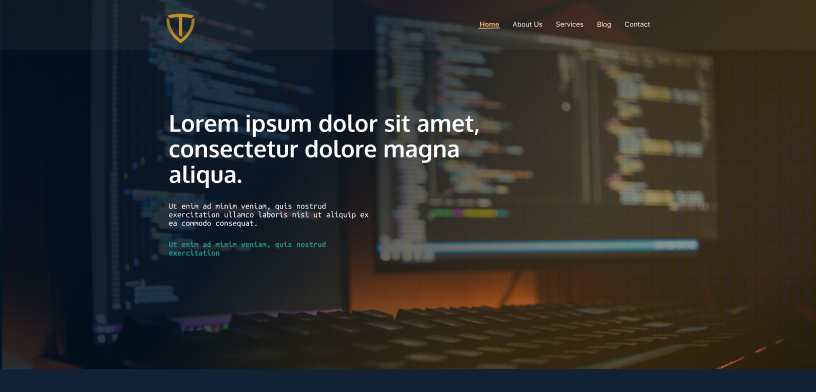 Home About Us Services Blog Contact
Lorem ipsum dolor sit amet,
consectetur dolore magna
aliqua.
Ut enim ad minim veniam, quis nostrud
exercitation ullamco laboris nisi ut aliquip ex
ea commodo consequat.
Ut enim ad minim veniam, quis nostrud
exercitation